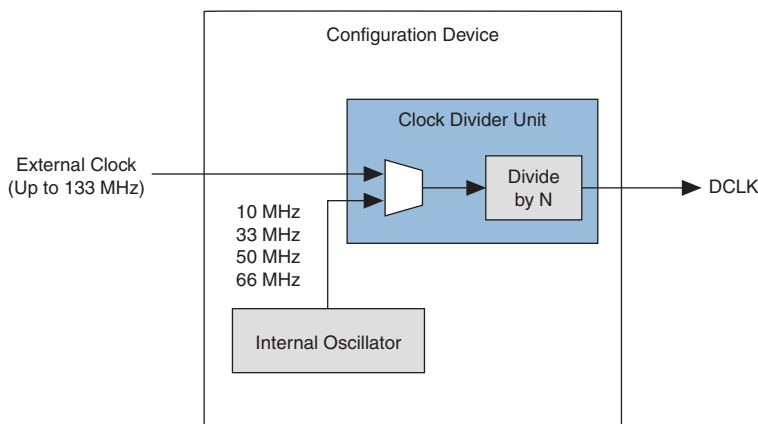 Configuration Device
Clock Divider Unit
External Clock
(Up to 133 MHz)
Divide
by N
DCLK
10 MHz
33 MHz
50 MHz
66 MHz
Internal Oscillator